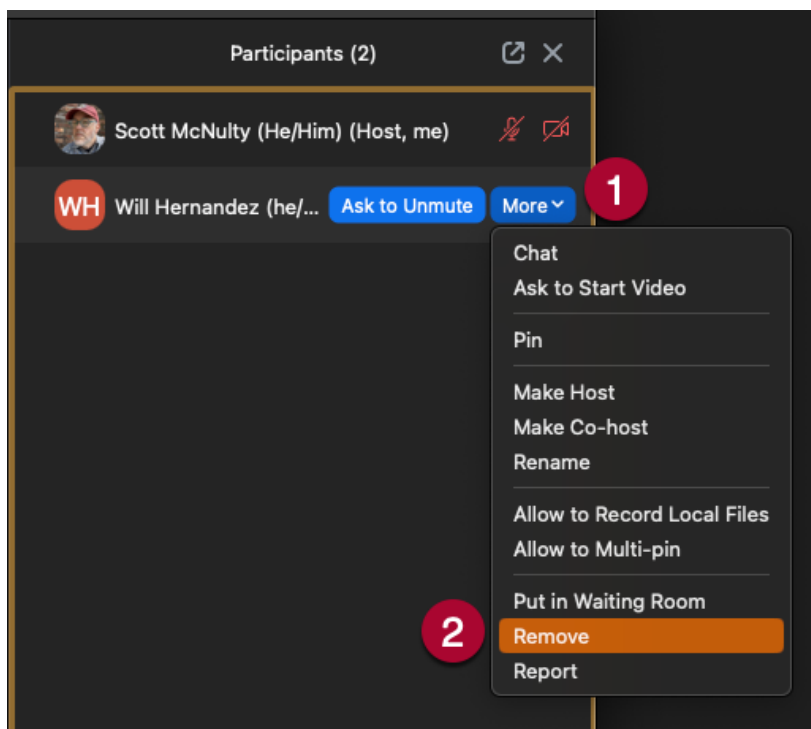 Participants (2)
Scott McNulty (He/Him) (Host, me)
WH Will Hernandez (he/... Ask to Unmute More 1
Chat
Ask to Start Video
Pin
Make Host
Make Co-host
Rename
Allow to Record Local Files
Allow to Multi-pin
Put in Waiting Room
2 Remove
Report